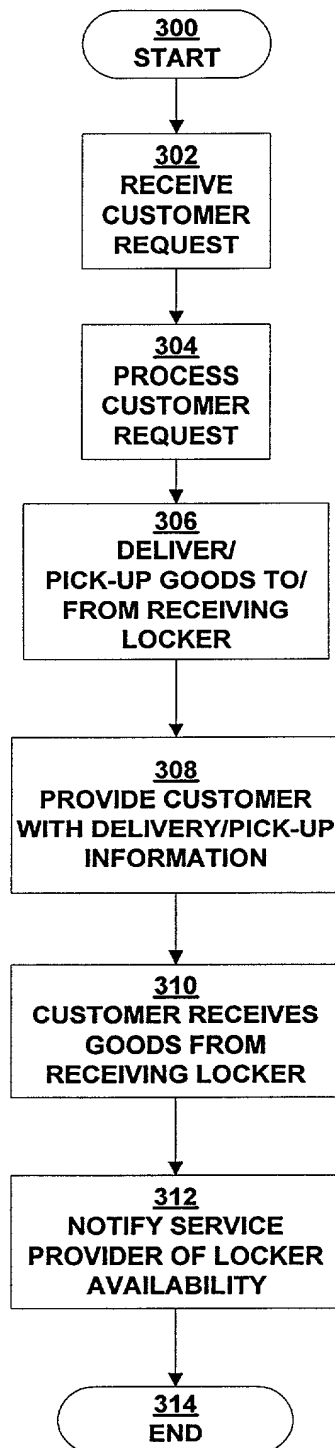 300
START
302
RECEIVE
CUSTOMER
REQUEST
304
PROCESS
CUSTOMER
REQUEST
306
DELIVER/
PICK-UP GOODS TO/
FROM RECEIVING
LOCKER
308
PROVIDE CUSTOMER
WITH DELIVERY/PICK-UP
INFORMATION
310
CUSTOMER RECEIVES
GOODS FROM
RECEIVING LOCKER
312
NOTIFY SERVICE
PROVIDER OF LOCKER
AVAILABILITY
314
END